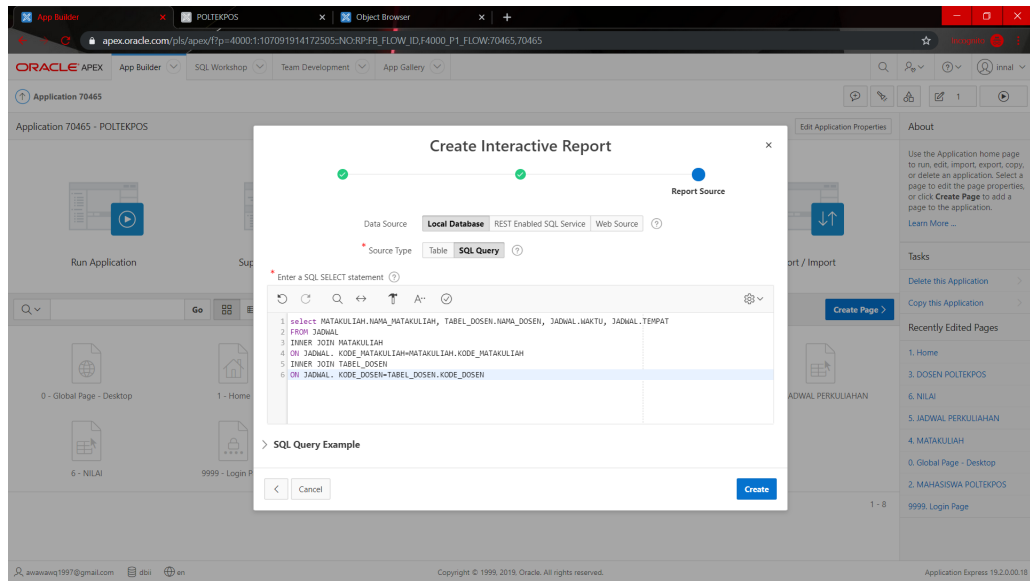 App Builder
POLTEKPOS
Object Browser
apex.oracle.com/pls/apex/f?p=4000:1:107091914172505::NO:RP:FB_FLOW_ID,F4000_P1_FLOW:70465,70465
ORACLE APEX App Builder SQL Workshop Team Development App Gallery innal
Application 70465 1
Application 70465 - POLTEKPOS
Edit Application Properties
About
Use the Application home page
to run, edit, import, export, copy,
or delete an application. Select a
page to edit the page properties,
or click Create Page to add a
page to the application.
Learn More ...
Create Interactive Report
Report Source
Data Source Local Database REST Enabled SQL Service Web Source
* Source Type Table SQL Query
* Enter a SQL SELECT statement
1 select MATAKULIAH.NAMA_MATAKULIAH, TABEL_DOSEN.NAMA_DOSEN, JADWAL.WAKTU, JADWAL.TEMPAT
2 FROM JADWAL
3 INNER JOIN MATAKULIAH
4 ON JADWAL. KODE_MATAKULIAH=MATAKULIAH.KODE_MATAKULIAH
5 INNER JOIN TABEL_DOSEN
6 ON JADWAL. KODE_DOSEN=TABEL_DOSEN.KODE_DOSEN
SQL Query Example
Cancel Create
Run Application
Sup
ort / Import
Go
Create Page >
0 - Global Page - Desktop
1 - Home
ADWAL PERKULIAHAN
6 - NILAI
9999 - Login P
1 - 8
Tasks
Delete this Application
Copy this Application
Recently Edited Pages
1. Home
3. DOSEN POLTEKPOS
6. NILAI
5. JADWAL PERKULIAHAN
4. MATAKULIAH
0. Global Page - Desktop
2. MAHASISWA POLTEKPOS
9999. Login Page
awawawq1997@gmail.com dbii en
Copyright © 1999, 2019, Oracle. All rights reserved.
Application Express 19.2.0.00.18